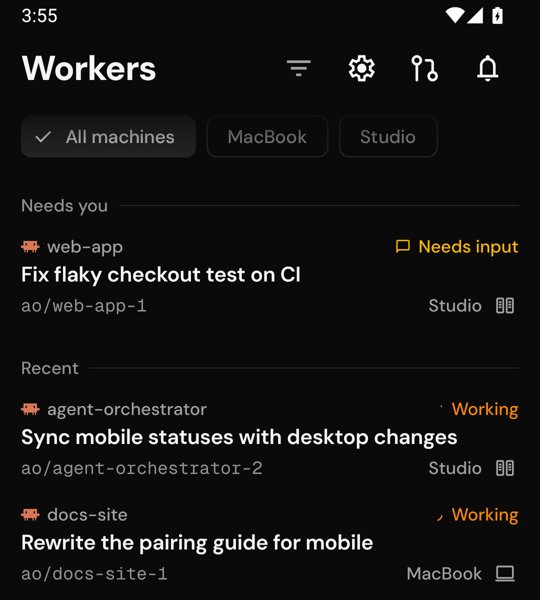 3:55
Workers
All machines
MacBook
Studio
Needs you
web-app
Needs input
Fix flaky checkout test on CI
ao/web-app-1
Studio
Recent
agent-orchestrator
Working
Sync mobile statuses with desktop changes
ao/agent-orchestrator-2
Studio
docs-site
Working
Rewrite the pairing guide for mobile
ao/docs-site-1
MacBook